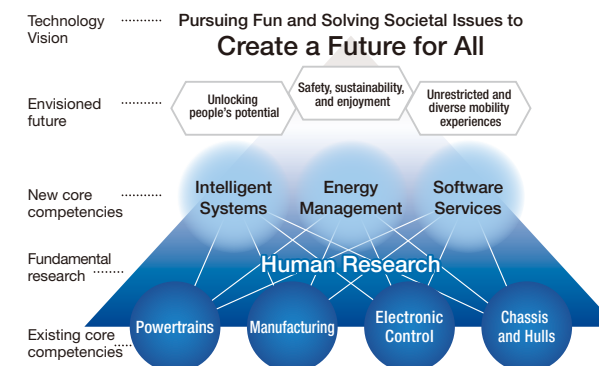 Technology
Vision
Pursuing Fun and Solving Societal Issues to
Create a Future for All
Envisioned
future
Unlocking
people's potential
Safety, sustainability,
and enjoyment
Unrestricted and
diverse mobility
experiences
New core
competencies
Intelligent
Systems
Energy
Management
Software
Services
Fundamental
research
Human Research
Existing core
competencies
Powertrains
Manufacturing
Electronic
Control
Chassis
and Hulls